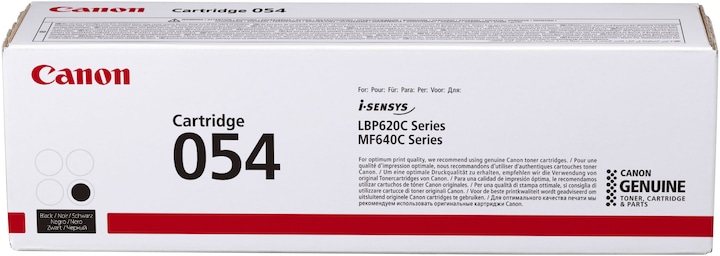 Canon Cartridge 054
Canon
Cartridge
054
Black / Noir / Schwarz
Negro / Nero
Zwart / Черный
For: Pour: Für: Para: Per: Voor: Для:
i-SENSYS
LBP620C Series
MF640C Series
For optimum print quality, we recommend using genuine Canon toner cartridges. / Pour une
qualité d'impression optimale, nous recommandons d'utiliser des cartouches authentiques
Canon. / Um eine optimale Druckqualität zu erhalten, empfehlen wir die Verwendung von
original Tonercartridges von Canon. / Para una calidad de impresión óptima, le recomendamos
utilizar cartuchos de tóner Canon originales. / Per una qualità di stampa ottimale, si consiglia di
utilizzare cartucce di toner Canon originali. / Voor de beste printkwaliteit wordt geadviseerd om
uitsluitend originele Canon cartridges te gebruiken. / Для оптимального качества печати мы
рекомендуем использовать оригинальные картриджи Canon.
CANON
GENUINE
TONER, CARTRIDGE
& DRUM